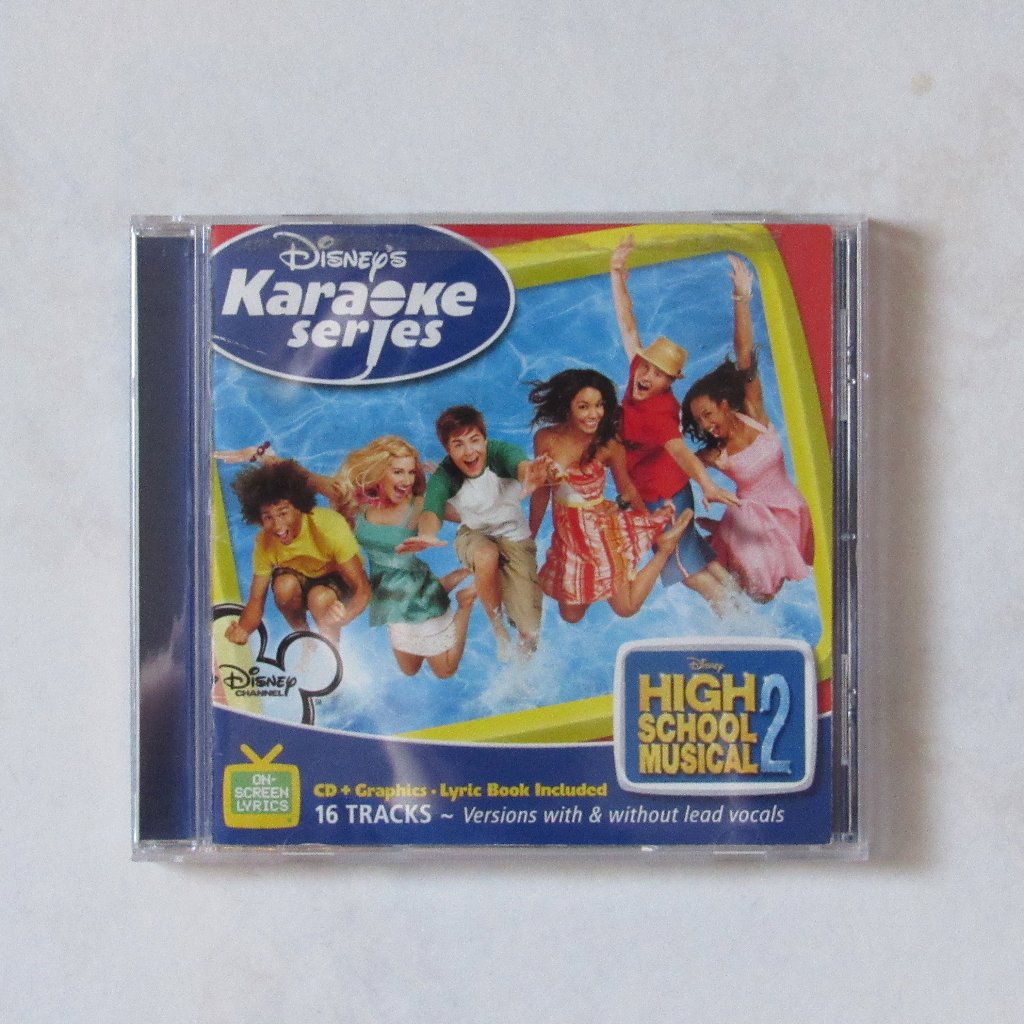 Disney's
Karaoke
series
Disney
CHANNEL
Disney
HIGH
SCHOOL
MUSICAL 2
ON-
SCREEN
LYRICS
CD + Graphics · Lyric Book Included
16 TRACKS ~ Versions with & without lead vocals